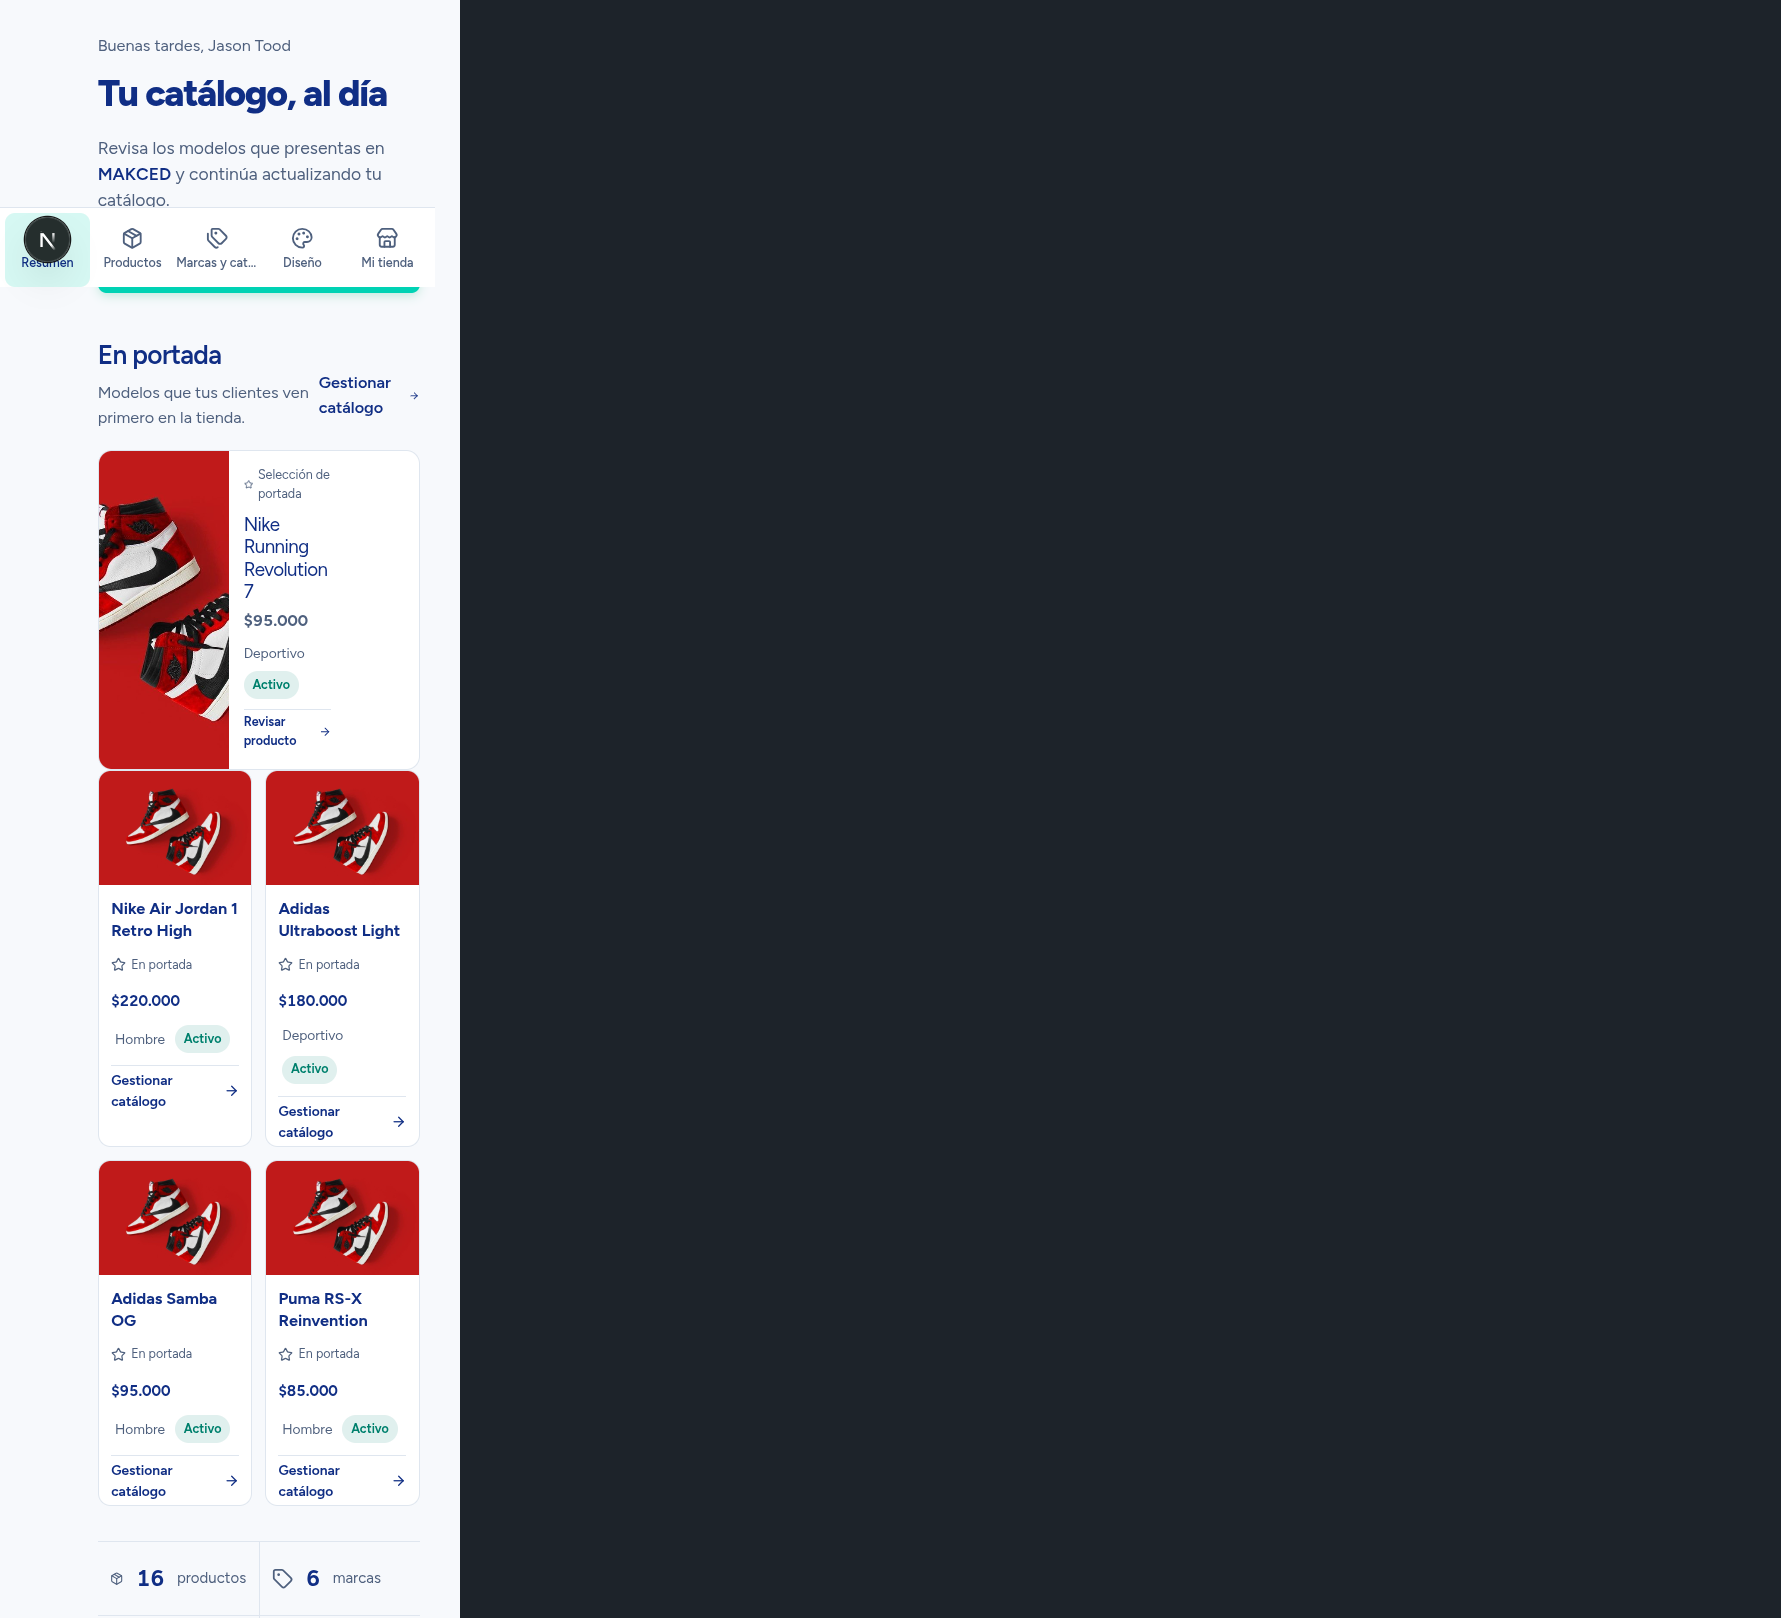 Buenas tardes, Jason Tood
Tu catálogo, al día
Revisa los modelos que presentas en
MAKCED y continúa actualizando tu
catálogo.
N
Resumen
Productos
Marcas y cat...
Diseño
Mi tienda
En portada
Modelos que tus clientes ven
primero en la tienda.
Gestionar
catálogo
Selección de
portada
Nike
Running
Revolution
7
$95.000
Deportivo
Activo
Revisar
producto
Nike Air Jordan 1
Retro High
En portada
$220.000
Hombre Activo
Gestionar
catálogo
Adidas
Ultraboost Light
En portada
$180.000
Deportivo
Activo
Gestionar
catálogo
Adidas Samba
OG
En portada
$95.000
Hombre Activo
Gestionar
catálogo
Puma RS-X
Reinvention
En portada
$85.000
Hombre Activo
Gestionar
catálogo
16 productos
6 marcas